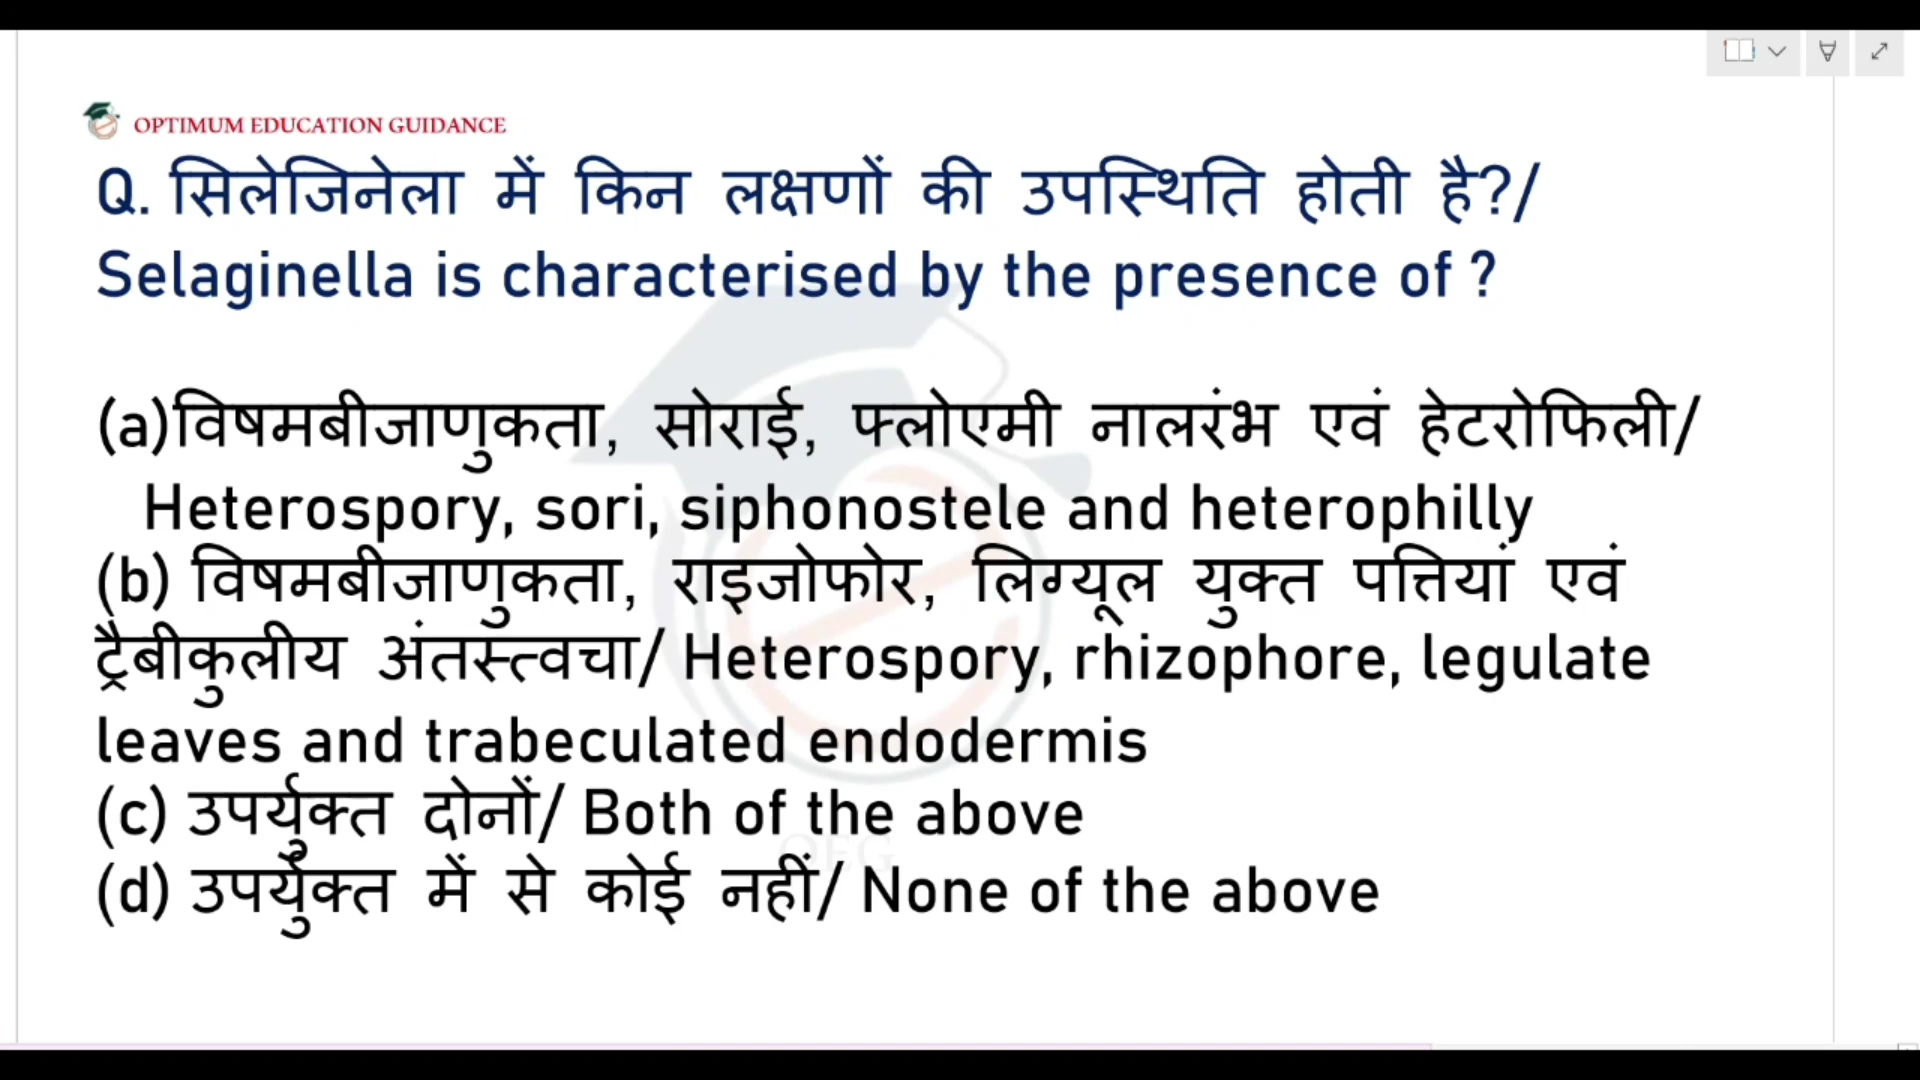 OPTIMUM EDUCATION GUIDANCE
Q. सिलेजिनेला में किन लक्षणों की उपस्थिति होती है?/
Selaginella is characterised by the presence of ?
(a)विषमबीजाणुकता, सोराई, फ्लोएमी नालरंभ एवं हेटरोफिली/
Heterospory, sori, siphonostele and heterophilly
(b) विषमबीजाणुकता, राइजोफोर, लिग्यूल युक्त पत्तियां एवं
ट्रैबीकुलीय अंतस्त्वचा/ Heterospory, rhizophore, legulate
leaves and trabeculated endodermis
(c) उपर्युक्त दोनों/ Both of the above
OEG
(d) उपर्युक्त में से कोई नहीं/ None of the above